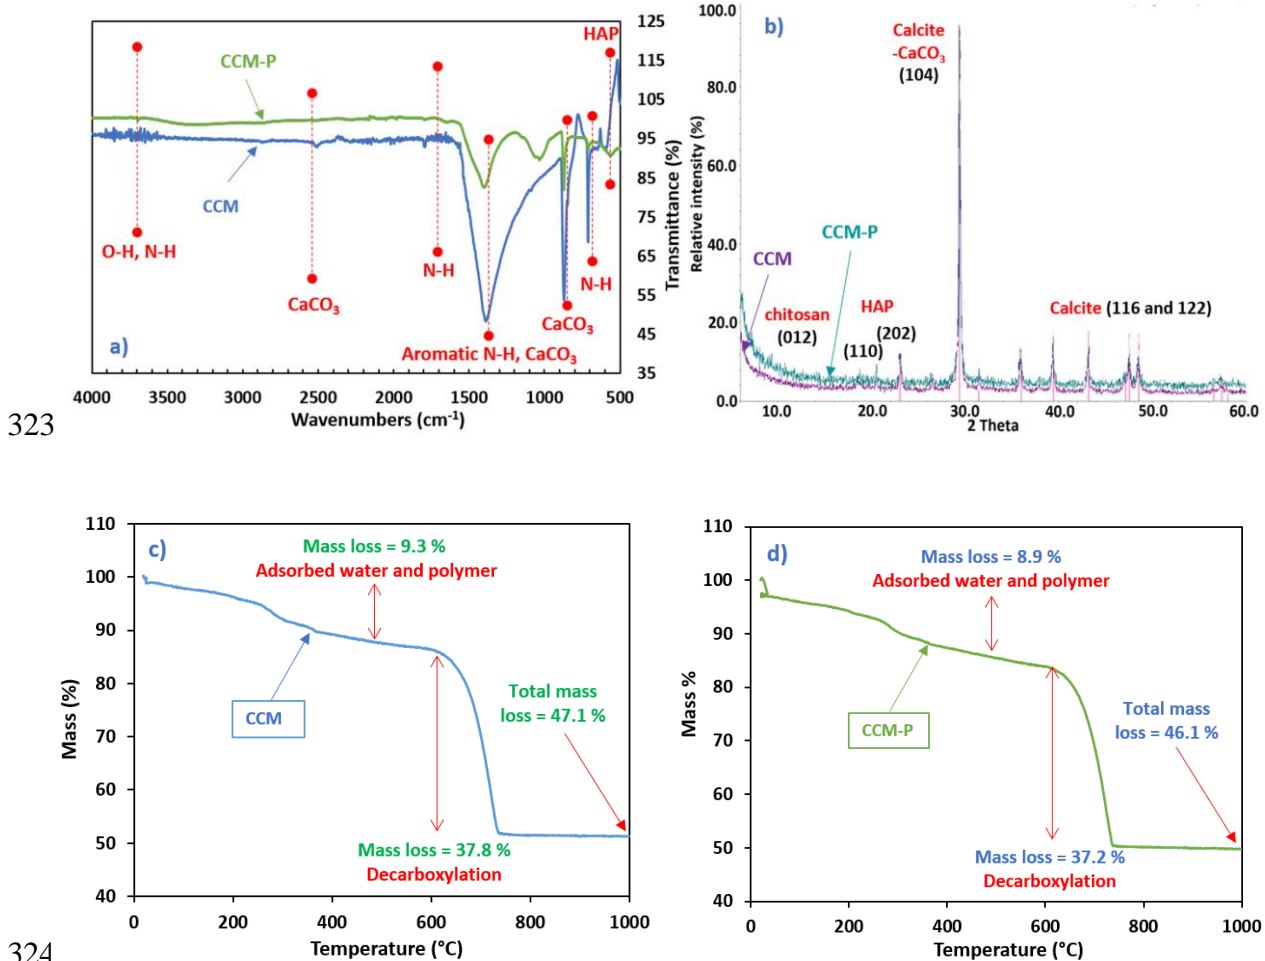 125
115
105
95
85
75
65
55
45
35
Transmittance (%)
HAP
CCM-P
CCM
O-H, N-H
CaCO3
N-H
Aromatic N-H, CaCO3
CaCO3
N-H
a)
4000 3500 3000 2500 2000 1500 1000 500
Wavenumbers (cm-1)
323
100.0
80.0
60.0
40.0
20.0
0.0
Relative intensity (%)
b)
Calcite
-CaCO3
(104)
CCM-P
CCM
chitosan
(012)
HAP
(110)
(202)
Calcite (116 and 122)
10.0 20.0 30.0 40.0 50.0 60.0
2 Theta
110
100
90
80
70
60
50
40
Mass (%)
c)
Mass loss = 9.3 %
Adsorbed water and polymer
CCM
Total mass
loss = 47.1 %
Mass loss = 37.8 %
Decarboxylation
0 200 400 600 800 1000
Temperature (°C)
324
110
100
90
80
70
60
50
40
Mass %
d)
Mass loss = 8.9 %
Adsorbed water and polymer
CCM-P
Total mass
loss = 46.1 %
Mass loss = 37.2 %
Decarboxylation
0 200 400 600 800 1000
Temperature (°C)